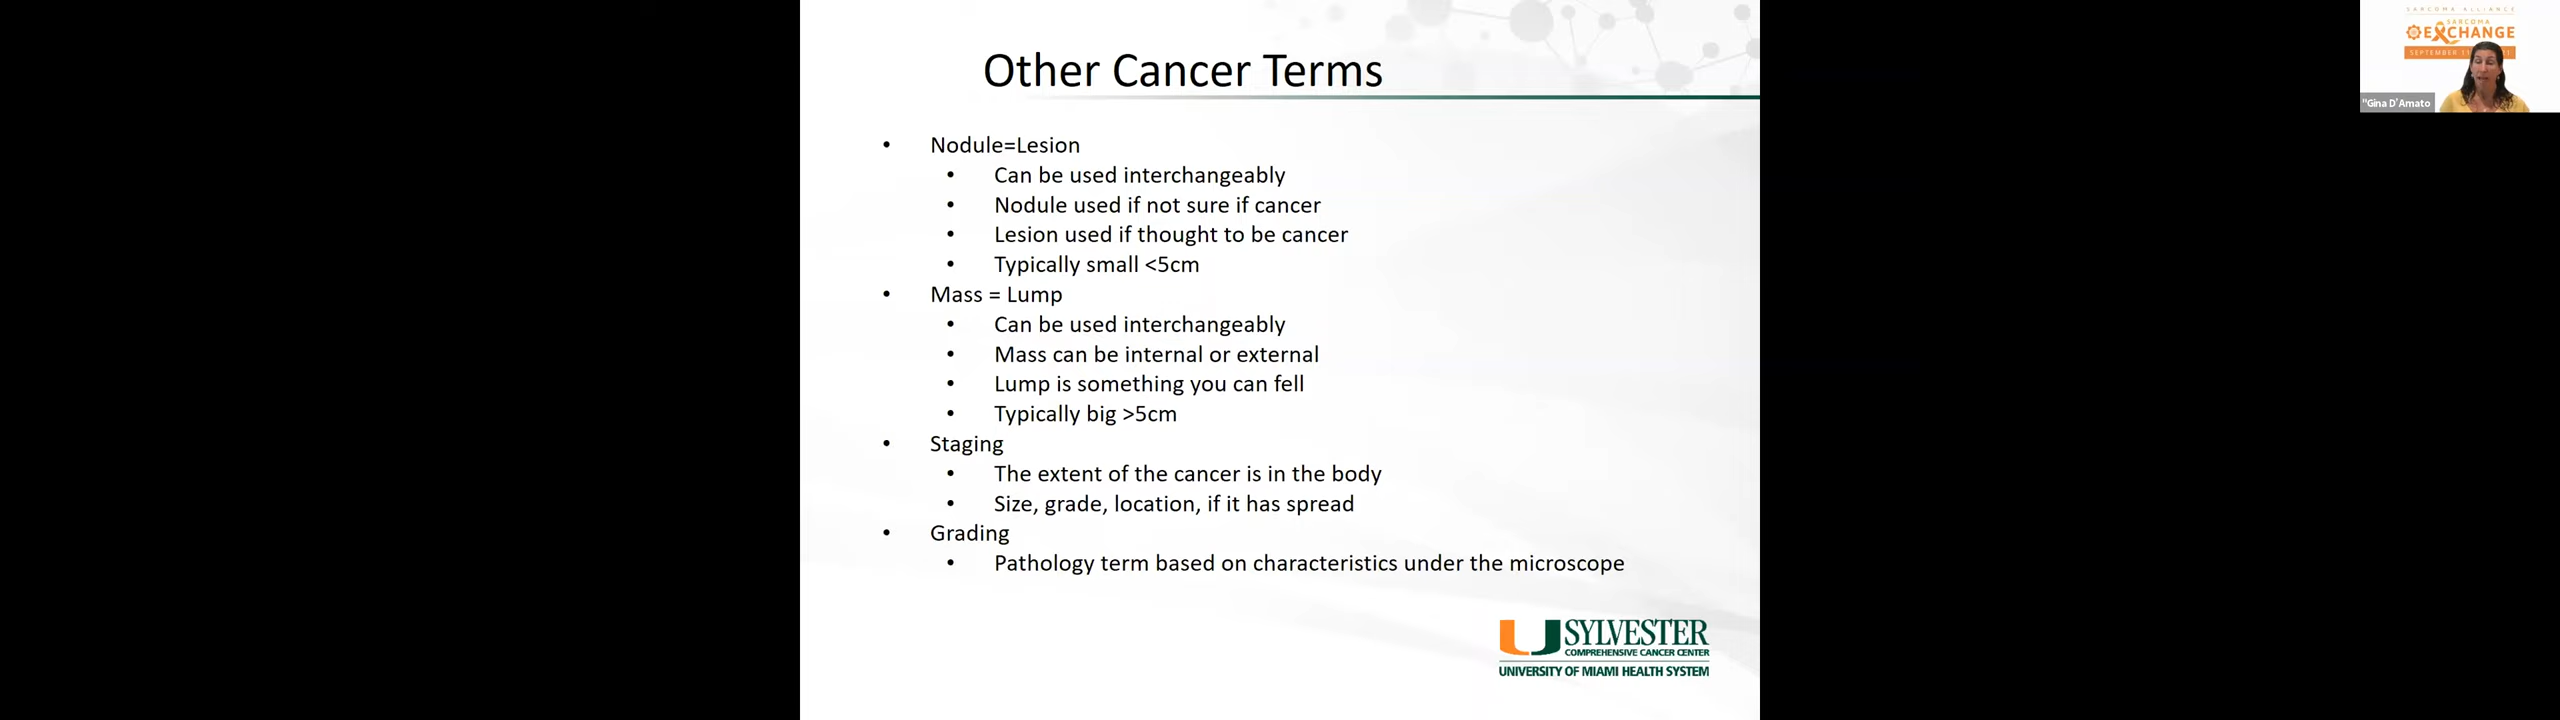 Other Cancer Terms
• Nodule=Lesion
• Can be used interchangeably
• Nodule used if not sure if cancer
• Lesion used if thought to be cancer
• Typically small <5cm
• Mass = Lump
• Can be used interchangeably
• Mass can be internal or external
• Lump is something you can fell
• Typically big >5cm
• Staging
• The extent of the cancer is in the body
• Size, grade, location, if it has spread
• Grading
• Pathology term based on characteristics under the microscope
U SYLVESTER
COMPREHENSIVE CANCER CENTER
UNIVERSITY OF MIAMI HEALTH SYSTEM
SARCOMA ALLIANCE
SARCOMA
EXCHANGE
SEPTEMBER
"Gina D'Amato